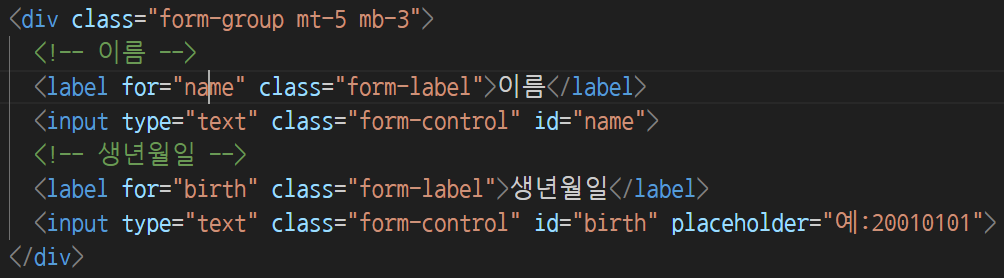 <div class="form-group mt-5 mb-3">
<!-- 이름 -->
<label for="name" class="form-label">이름</label>
<input type="text" class="form-control" id="name">
<!-- 생년월일 -->
<label for="birth" class="form-label">생년월일</label>
<input type="text" class="form-control" id="birth" placeholder="예:20010101">
</div>